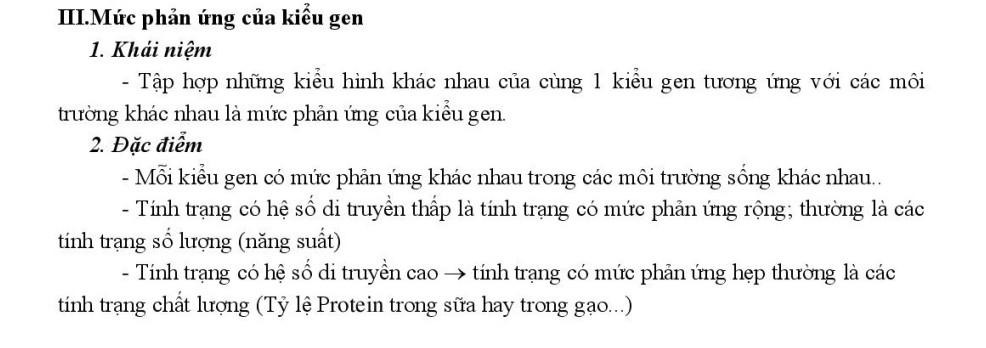 III.Mức phản ứng của kiểu gen
1. Khái niệm
- Tập hợp những kiểu hình khác nhau của cùng 1 kiểu gen tương ứng với các môi
trường khác nhau là mức phản ứng của kiểu gen.
2. Đặc điểm
- Mỗi kiểu gen có mức phản ứng khác nhau trong các môi trường sống khác nhau..
- Tính trạng có hệ số di truyền thấp là tính trạng có mức phản ứng rộng; thường là các
tính trạng số lượng (năng suất)
- Tính trạng có hệ số di truyền cao → tính trạng có mức phản ứng hẹp thường là các
tính trạng chất lượng (Tỷ lệ Protein trong sữa hay trong gạo...)